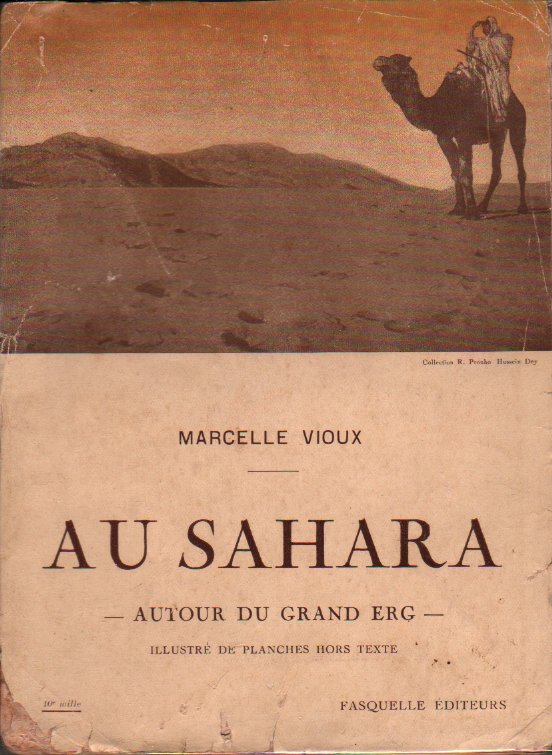 Collection R. Prouho Hussein Dey
MARCELLE VIOUX
AU SAHARA
— AUTOUR DU GRAND ERG —
ILLUSTRÉ DE PLANCHES HORS TEXTE
10e mille
FASQUELLE ÉDITEURS